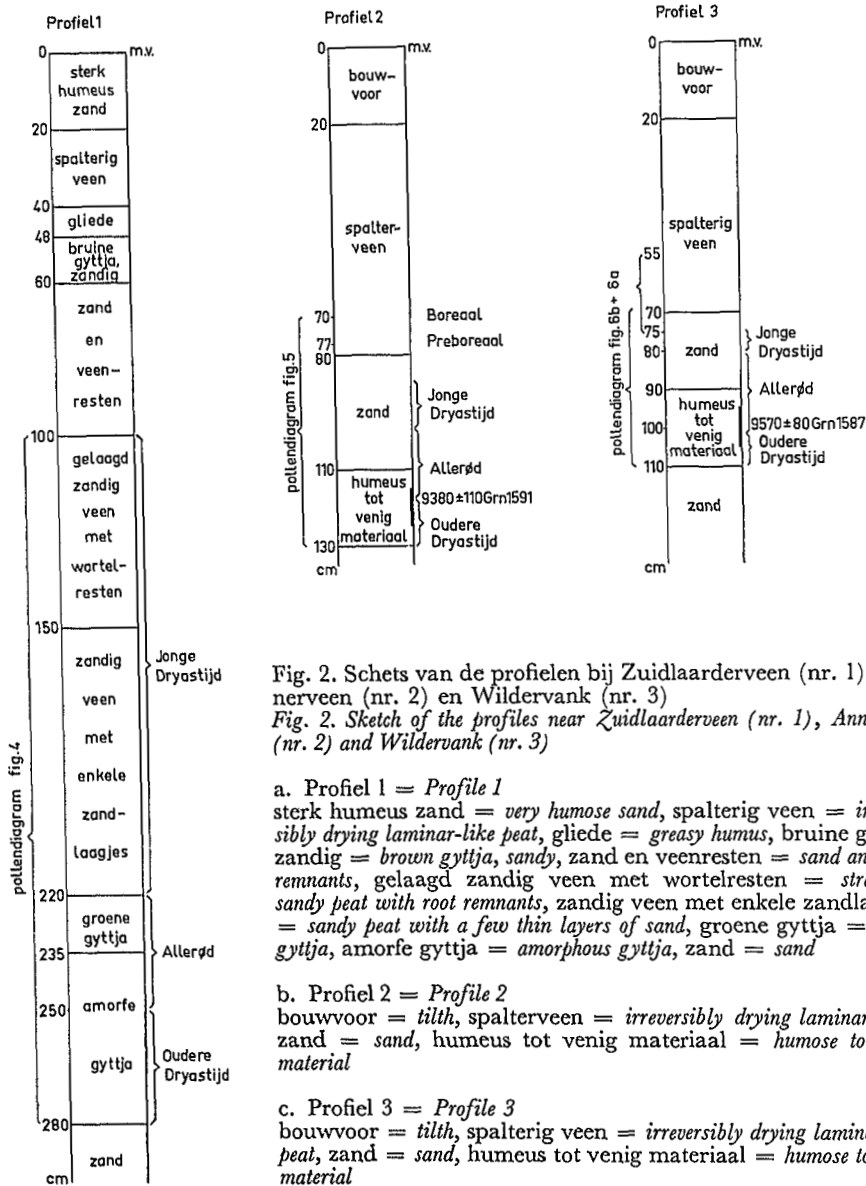 Profiel 1
0 m.v.
sterk
humeus
zand
20
spalterig
veen
40
gliede
48
bruine
gyttja,
zandig
60
zand
en
veen-
resten
100
gelaagd
zandig
veen
met
wortel-
resten
150
zandig
veen
met
enkele
zand-
laagjes
220
groene
gyttja
235
amorfe
250
gyttja
280
zand
cm
pollendiagram fig.4
Jonge
Dryastijd
Allerød
Oudere
Dryastijd
Profiel 2
0 m.v.
bouw-
voor
20
spalter-
veen
70
77
80
zand
110
humeus
tot
venig
materiaal
130
cm
pollendiagram fig.5
Boreaal
Preboreaal
Jonge
Dryastijd
Allerød
9380±110Grn1591
Oudere
Dryastijd
Profiel 3
0 m.v.
bouw-
voor
20
spalterig
veen
55
70
75
80
zand
90
humeus
tot
100
venig
materiaal
110
zand
cm
pollendiagram fig.6b+ 6a
Jonge
Dryastijd
Allerød
9570±80Grn1587
Oudere
Dryastijd
Fig. 2. Schets van de profielen bij Zuidlaarderveen (nr. 1)
nerveen (nr. 2) en Wildervank (nr. 3)
Fig. 2. Sketch of the profiles near Zuidlaarderveen (nr. 1), Ann
(nr. 2) and Wildervank (nr. 3)
a. Profiel 1 = Profile 1
sterk humeus zand = very humose sand, spalterig veen = i
sibly drying laminar-like peat, gliede = greasy humus, bruine g
zandig = brown gyttja, sandy, zand en veenresten = sand an
remnants, gelaagd zandig veen met wortelresten = str
sandy peat with root remnants, zandig veen met enkele zandla
= sandy peat with a few thin layers of sand, groene gyttja =
gyttja, amorfe gyttja = amorphous gyttja, zand = sand
b. Profiel 2 = Profile 2
bouwvoor = tilth, spalterveen = irreversibly drying laminar
zand = sand, humeus tot venig materiaal = humose to
material
c. Profiel 3 = Profile 3
bouwvoor = tilth, spalterig veen = irreversibly drying lamina
peat, zand = sand, humeus tot venig materiaal = humose to
material